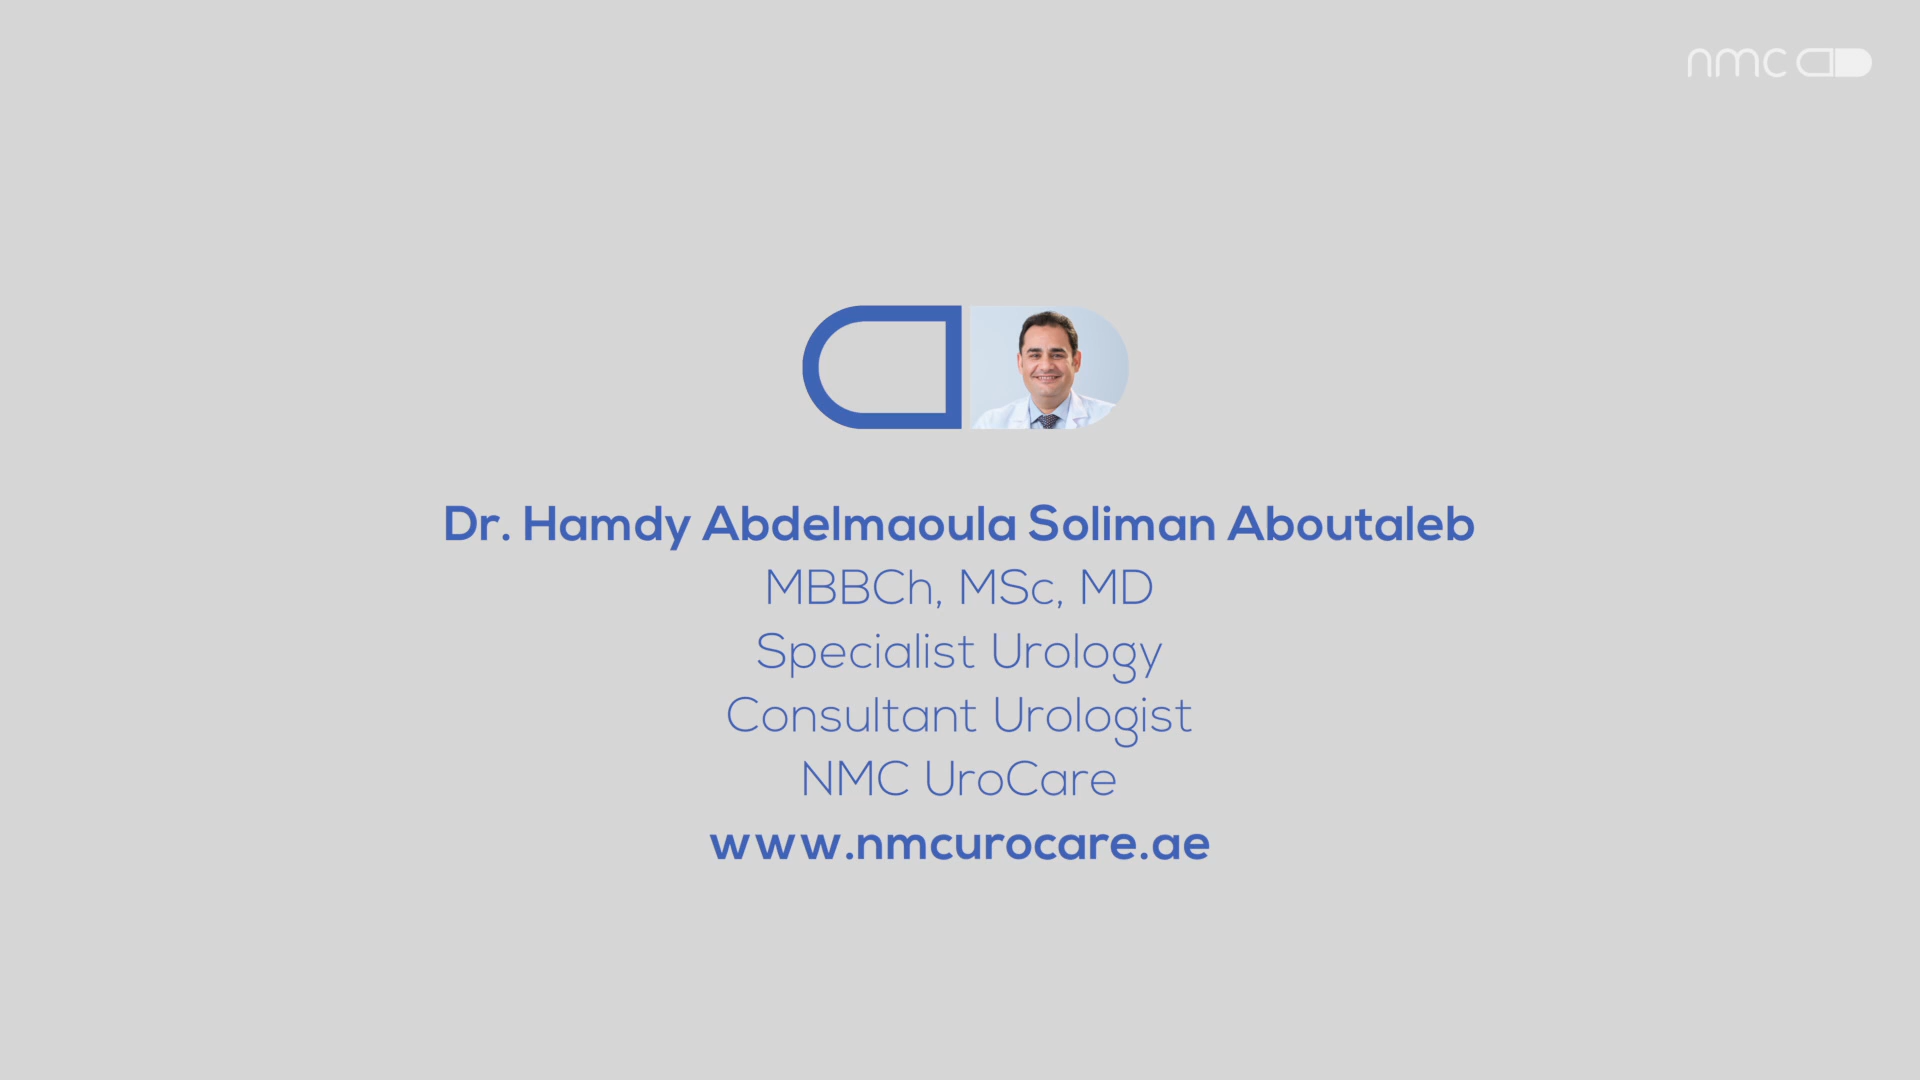 nmc
Dr. Hamdy Abdelmaoula Soliman Aboutaleb
MBBCh, MSc, MD
Specialist Urology
Consultant Urologist
NMC UroCare
www.nmcurocare.ae